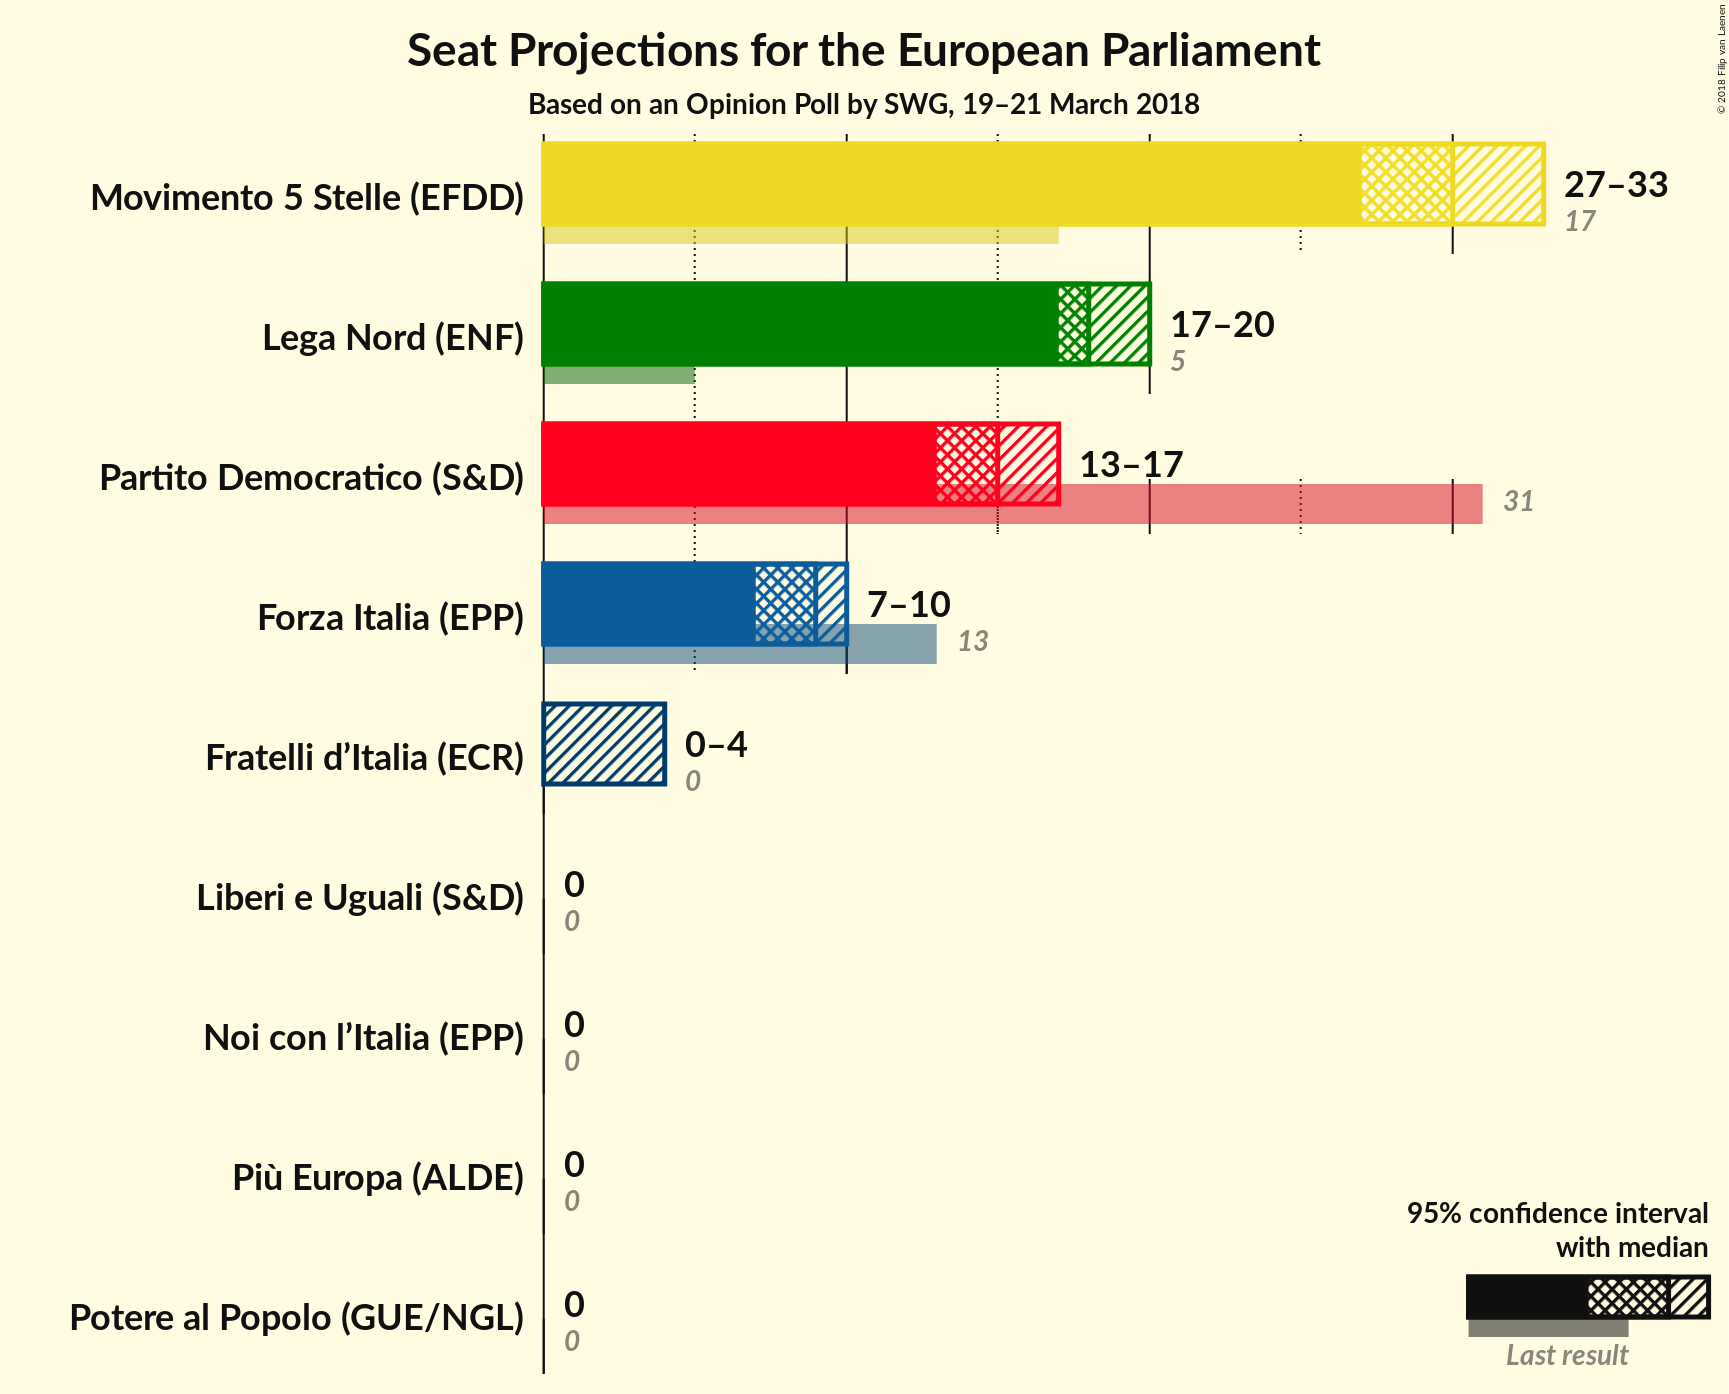 Seat Projections for the European Parliament
Based on an Opinion Poll by SWG, 19–21 March 2018
© 2018 Filip van Laenen
Movimento 5 Stelle (EFDD)
27–33
17
Lega Nord (ENF)
17–20
5
Partito Democratico (S&D)
13–17
31
Forza Italia (EPP)
7–10
13
Fratelli d’Italia (ECR)
0–4
0
Liberi e Uguali (S&D)
0
0
Noi con l’Italia (EPP)
0
0
Più Europa (ALDE)
0
0
Potere al Popolo (GUE/NGL)
0
0
95% confidence interval
with median
Last result